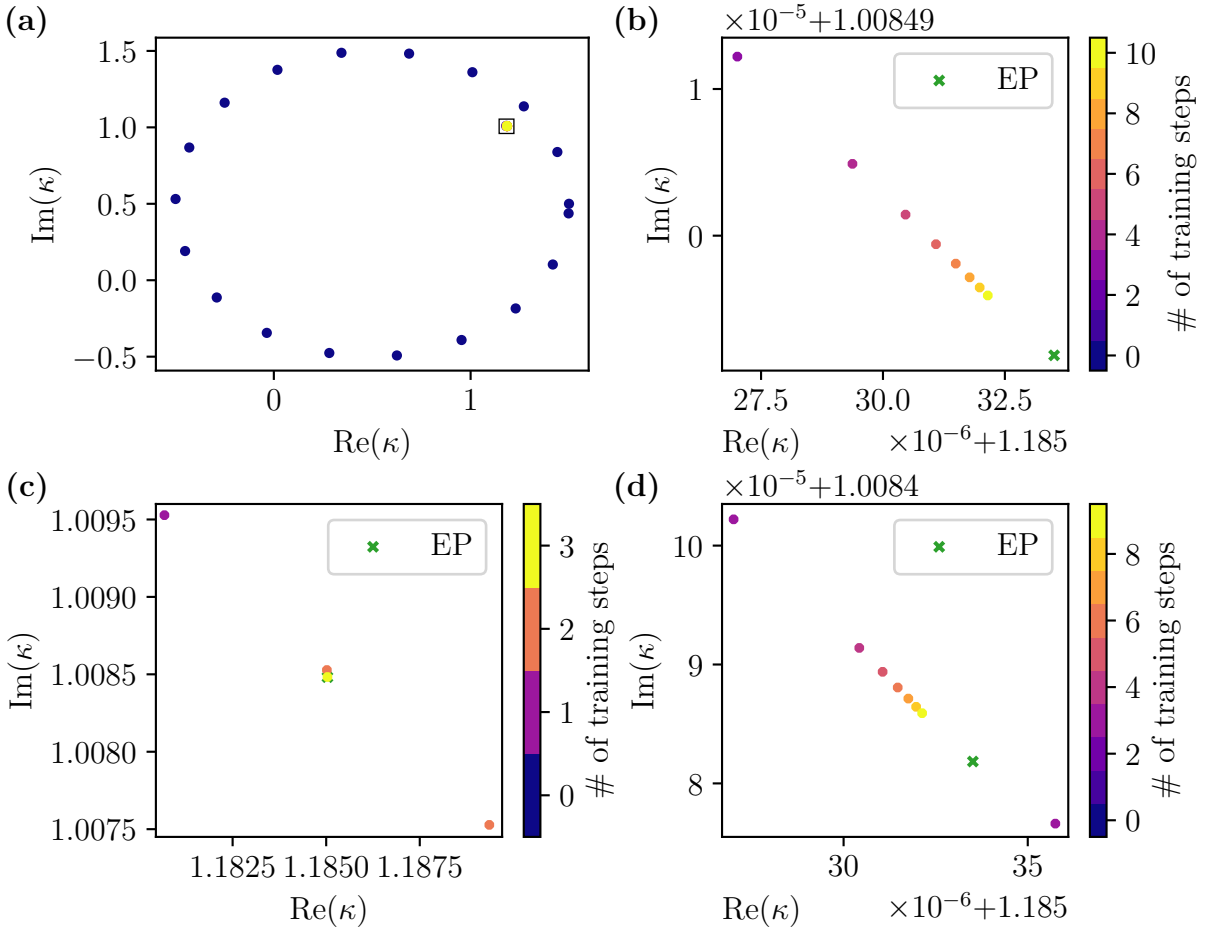 (a)
1.5
1.0
0.5
0.0
−0.5
Im(κ)
0
1
Re(κ)
(b)
×10⁻⁵+1.00849
EP
1
0
Im(κ)
27.5
30.0
32.5
Re(κ)
×10⁻⁶+1.185
10
8
6
4
2
0
# of training steps
(c)
1.0095
1.0090
1.0085
1.0080
1.0075
Im(κ)
EP
1.1825
1.1850
1.1875
Re(κ)
3
2
1
0
# of training steps
(d)
×10⁻⁵+1.0084
EP
10
9
8
Im(κ)
30
35
Re(κ)
×10⁻⁶+1.185
8
6
4
2
0
# of training steps